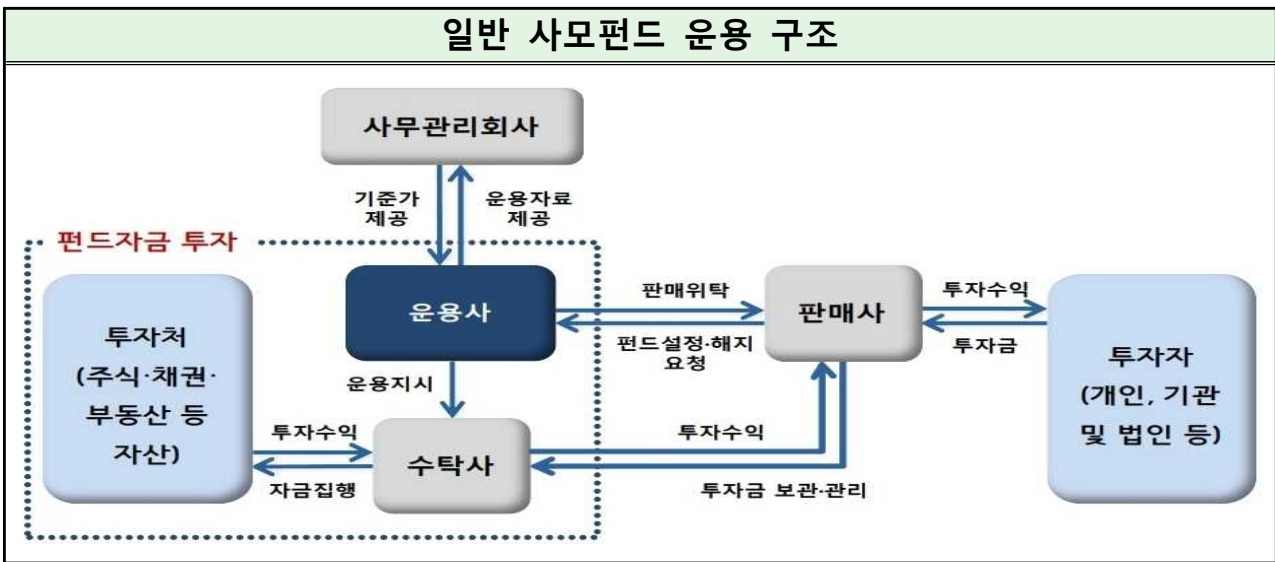 일반 사모펀드 운용 구조
사무관리회사
기준가
제공
운용자료
제공
펀드자금 투자
투자처
(주식·채권·
부동산 등
자산)
운용사
운용지시
투자수익
자금집행
수탁사
판매위탁
펀드설정·해지
요청
판매사
투자수익
투자금
투자수익
투자금 보관·관리
투자자
(개인, 기관
및 법인 등)